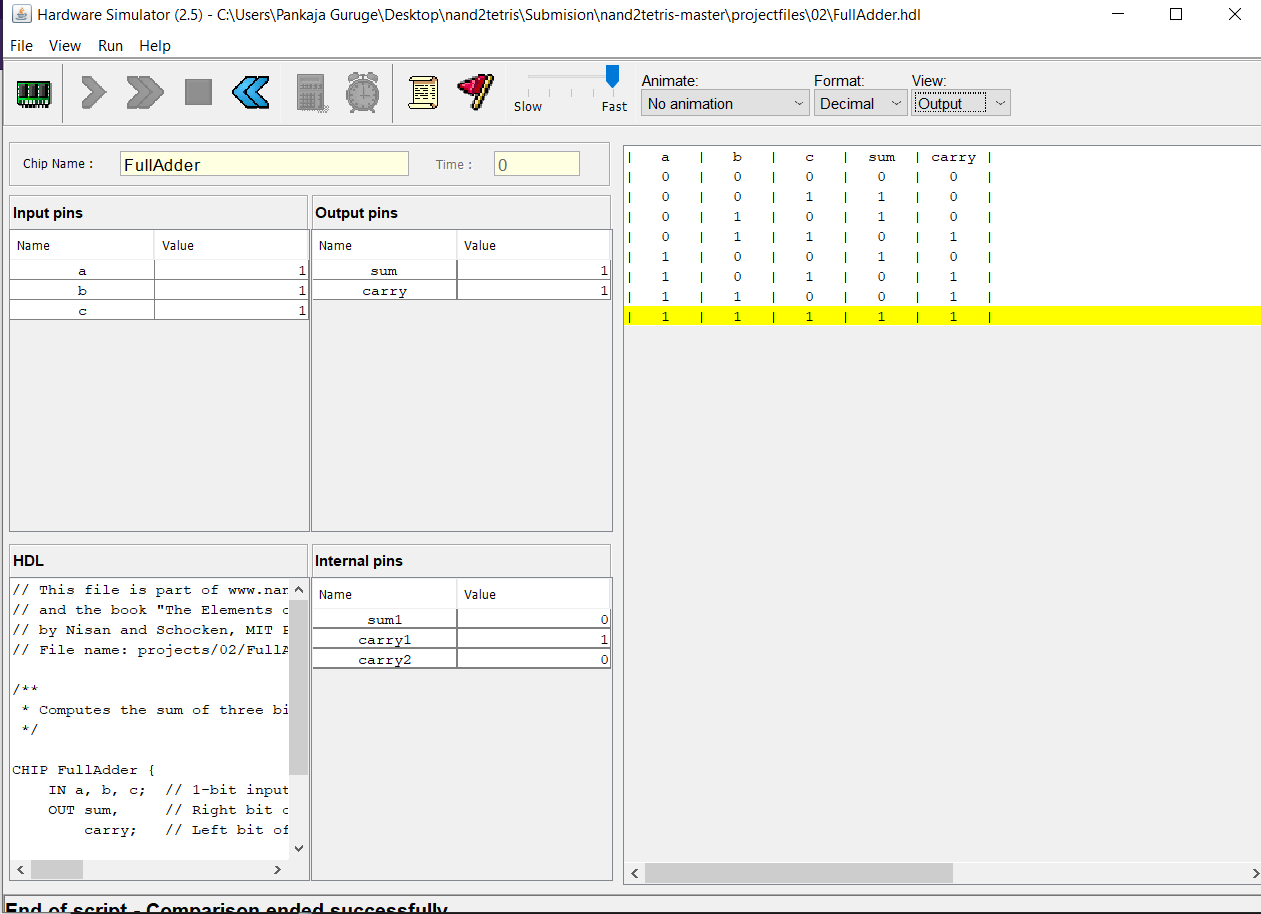 Hardware Simulator (2.5) - C:\Users\Pankaja Guruge\Desktop\nand2tetris\Submision\nand2tetris-master\projectfiles\02\FullAdder.hdl
File View Run Help
Slow Fast
Animate: Format: View:
No animation Decimal Output
Chip Name : FullAdder Time : 0
Input pins
Name Value
a 1
b 1
c 1
Output pins
Name Value
sum 1
carry 1
HDL
// This file is part of www.nan
// and the book "The Elements o
// by Nisan and Schocken, MIT P
// File name: projects/02/FullA
/**
* Computes the sum of three bi
*/
CHIP FullAdder {
IN a, b, c; // 1-bit input
OUT sum, // Right bit o
carry; // Left bit of
Internal pins
Name Value
sum1 0
carry1 1
carry2 0
| a | b | c | sum | carry |
| 0 | 0 | 0 | 0 | 0 |
| 0 | 0 | 1 | 1 | 0 |
| 0 | 1 | 0 | 1 | 0 |
| 0 | 1 | 1 | 0 | 1 |
| 1 | 0 | 0 | 1 | 0 |
| 1 | 0 | 1 | 0 | 1 |
| 1 | 1 | 0 | 0 | 1 |
| 1 | 1 | 1 | 1 | 1 |
End of script - Comparison ended successfully